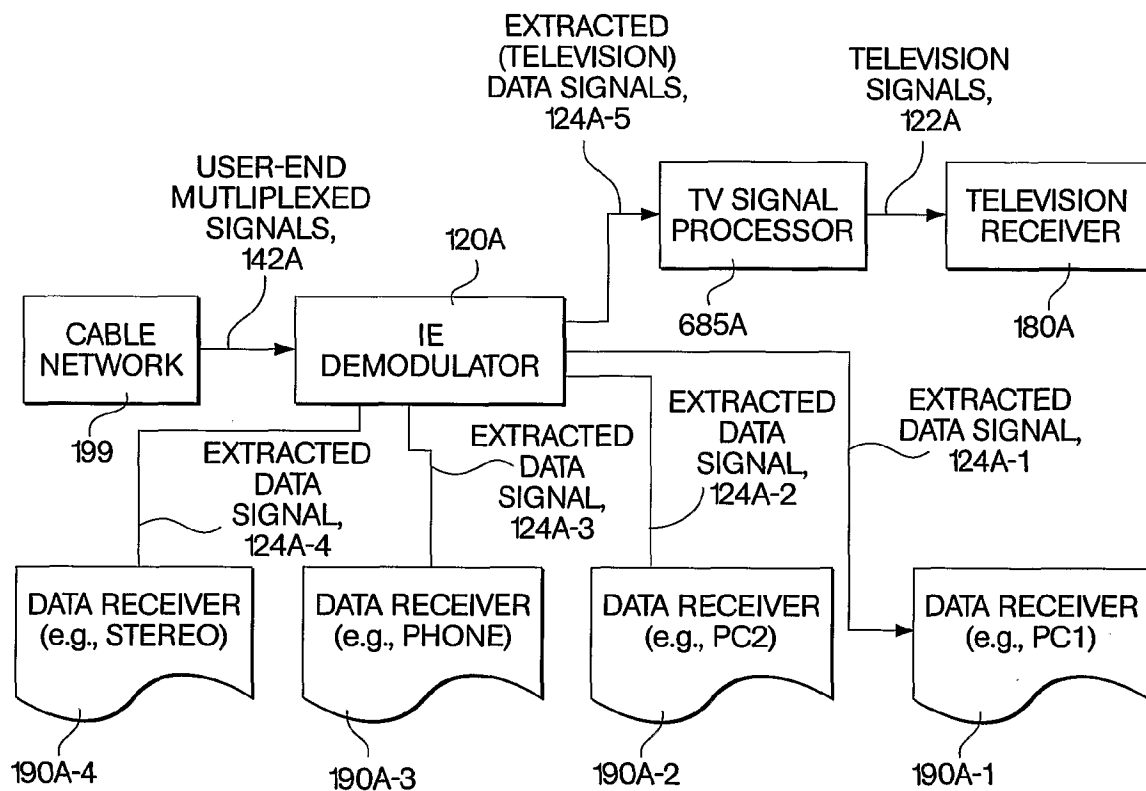 EXTRACTED
(TELEVISION)
DATA SIGNALS,
124A-5
TELEVISION
SIGNALS,
122A
USER-END
MUTLIPLEXED
SIGNALS,
142A
120A
TV SIGNAL
PROCESSOR
TELEVISION
RECEIVER
685A
180A
CABLE
NETWORK
IE
DEMODULATOR
199
EXTRACTED
DATA
SIGNAL,
124A-4
EXTRACTED
DATA
SIGNAL,
124A-3
EXTRACTED
DATA
SIGNAL,
124A-2
EXTRACTED
DATA SIGNAL,
124A-1
DATA RECEIVER
(e.g., STEREO)
DATA RECEIVER
(e.g., PHONE)
DATA RECEIVER
(e.g., PC2)
DATA RECEIVER
(e.g., PC1)
190A-4
190A-3
190A-2
190A-1